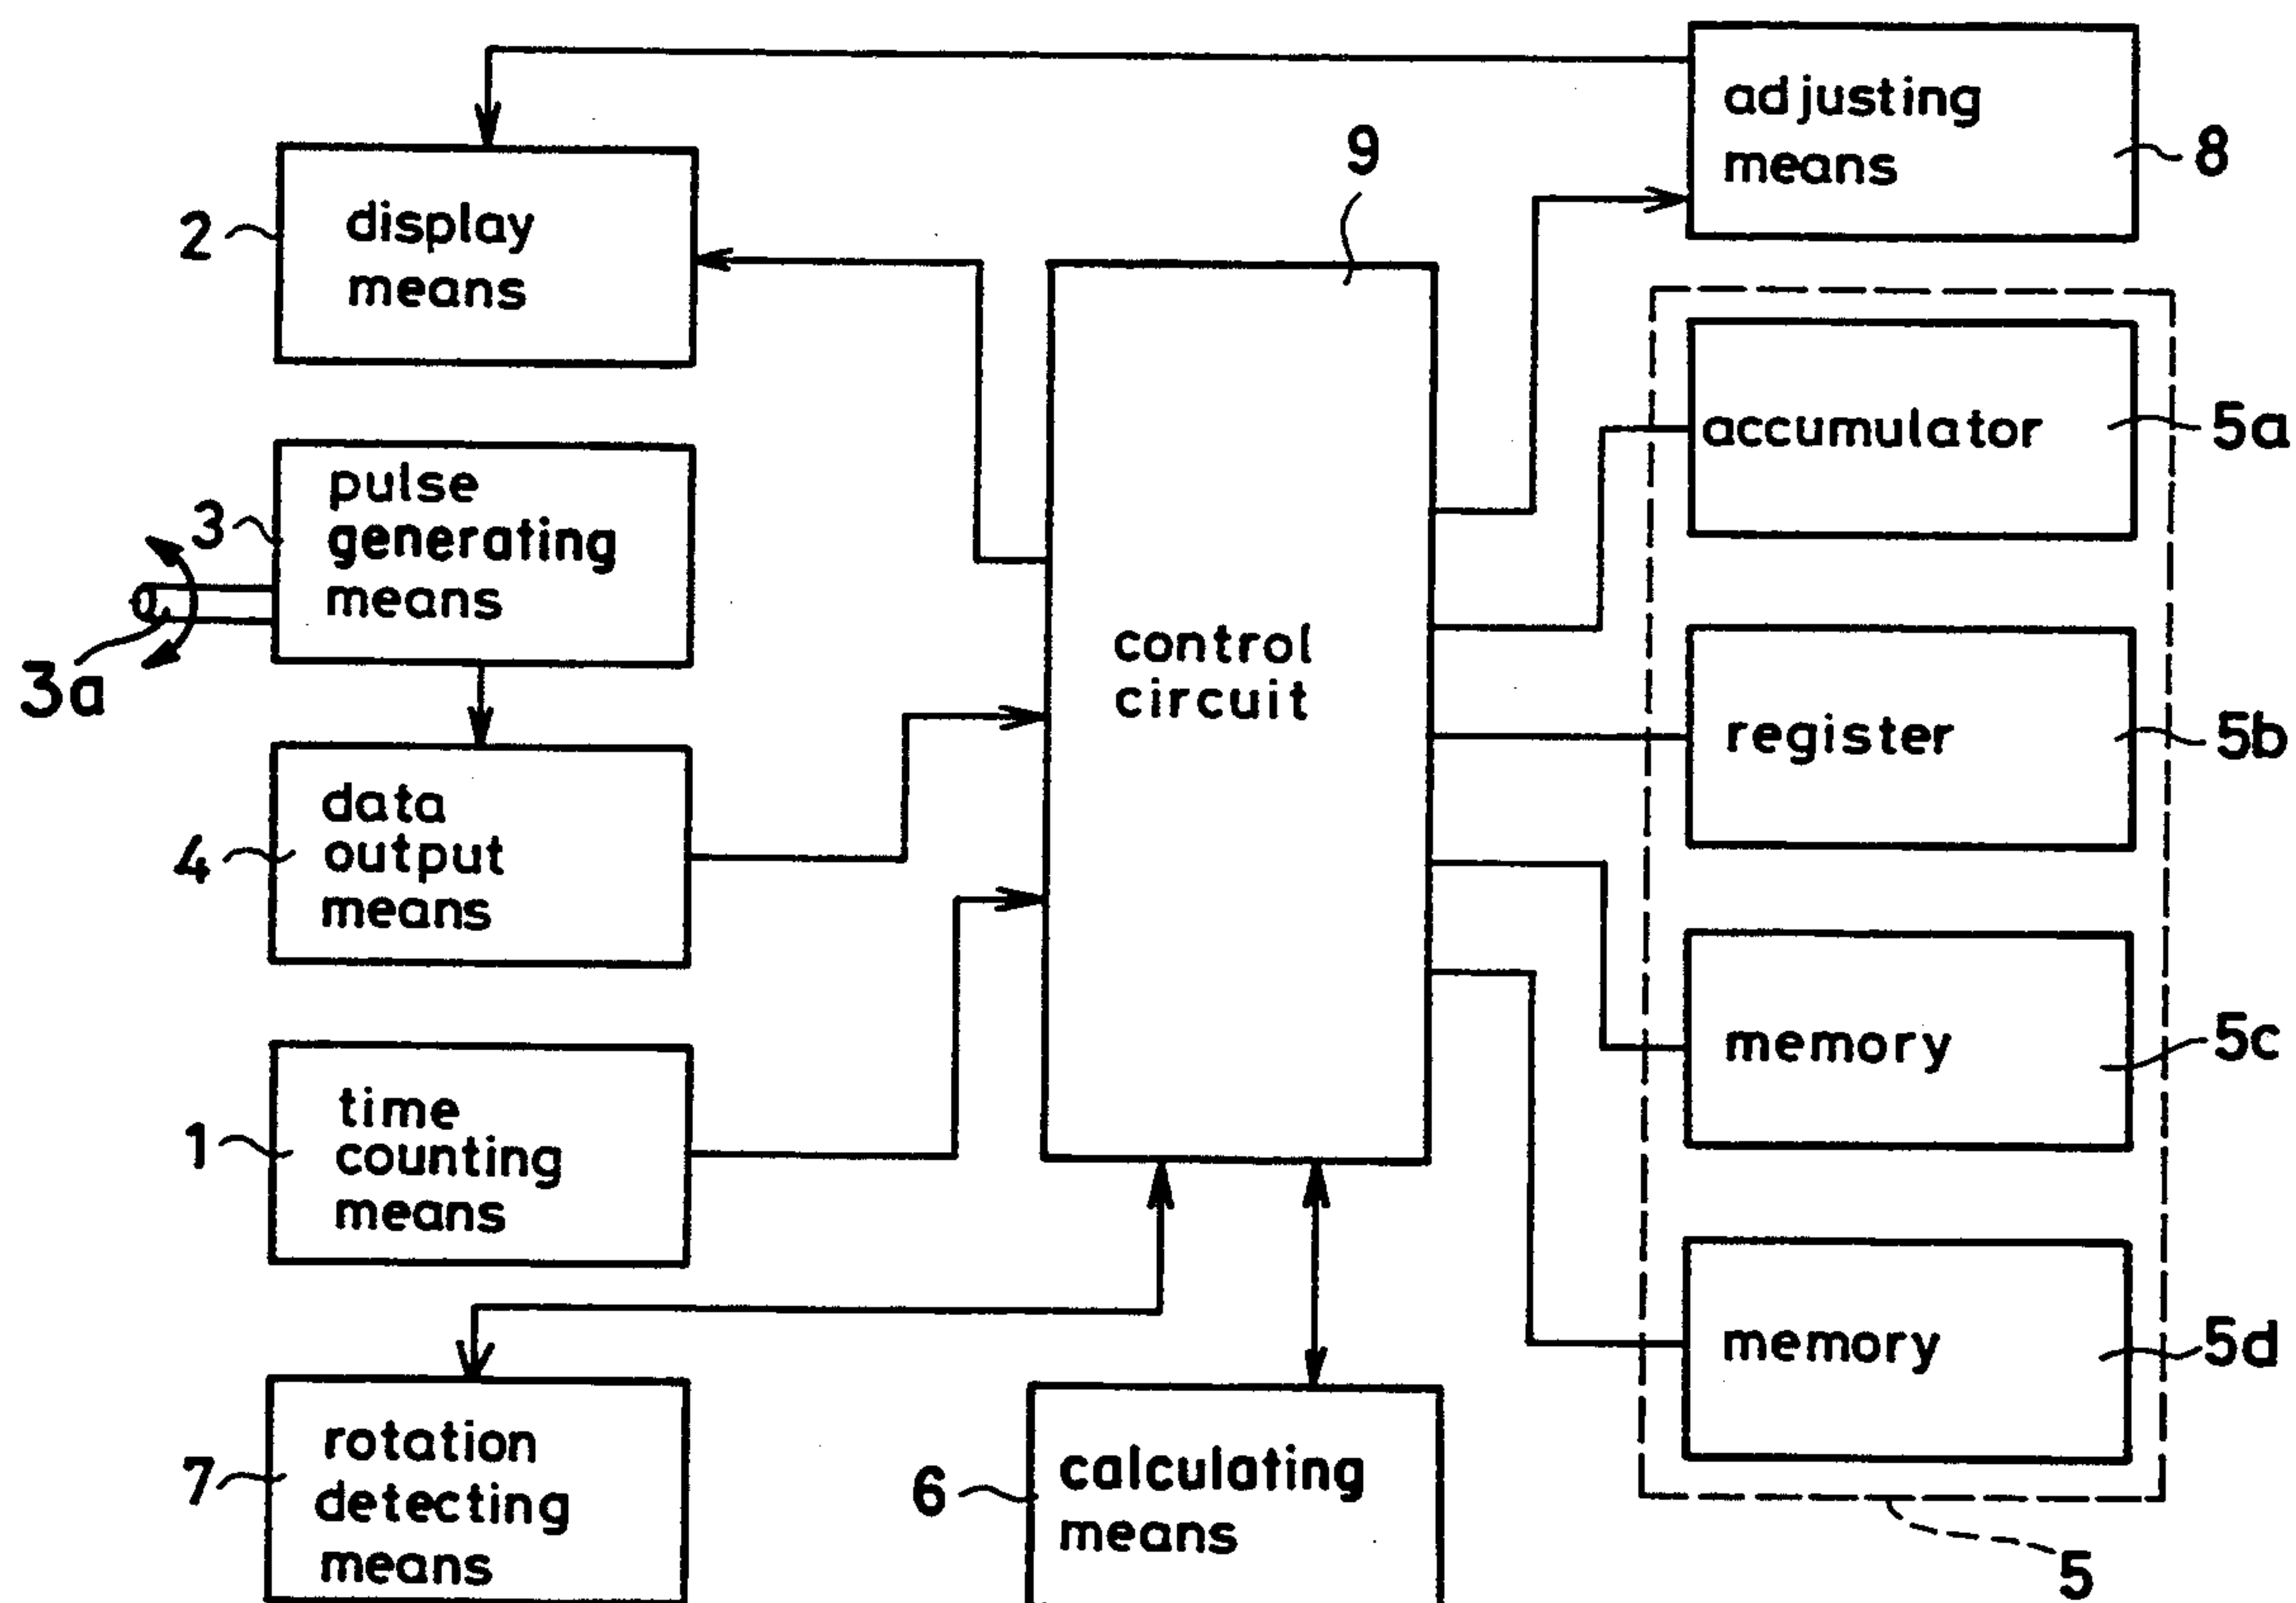 adjusting
means
8
9
2
display
means
accumulator
5a
3
pulse
generating
means
3a
control
circuit
register
5b
4
data
output
means
memory
5c
1
time
counting
means
memory
5d
7
rotation
detecting
means
6
calculating
means
5